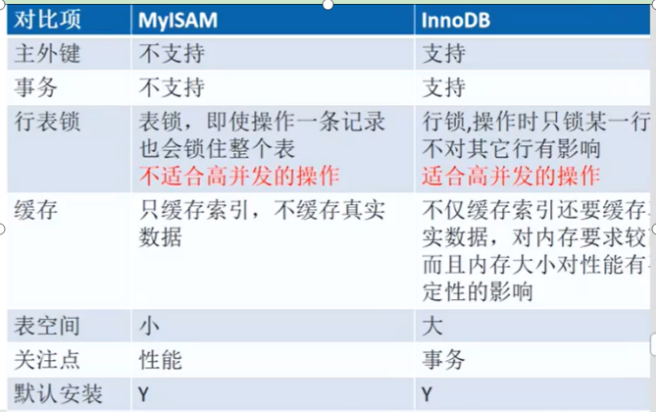 对比项 MyISAM InnoDB
主外键 不支持 支持
事务 不支持 支持
行表锁 表锁，即使操作一条记录 行锁,操作时只锁某一行
也会锁住整个表 不对其它行有影响
不适合高并发的操作 适合高并发的操作
缓存 只缓存索引，不缓存真实 不仅缓存索引还要缓存
数据 实数据，对内存要求较
而且内存大小对性能有
定性的影响
表空间 小 大
关注点 性能 事务
默认安装 Y Y